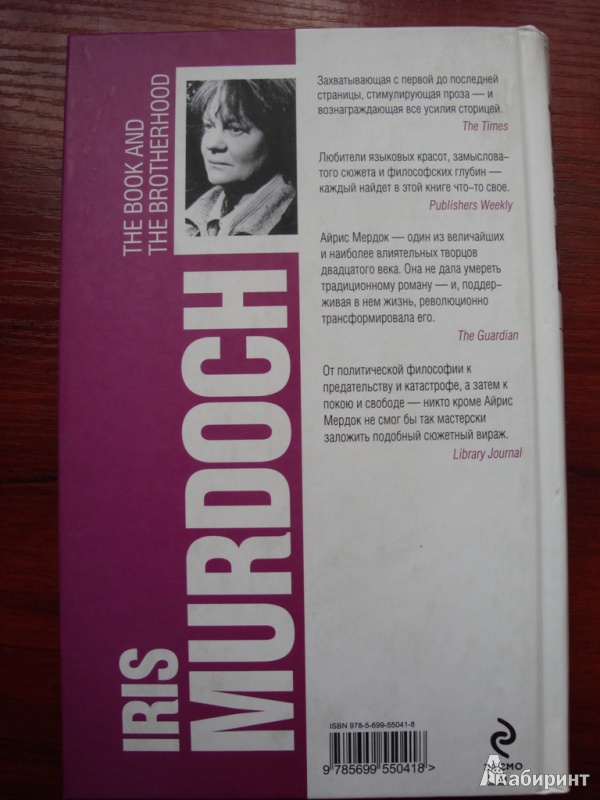 THE BOOK AND
THE BROTHERHOOD
IRIS
MURDOCH
Захватывающая с первой до последней
страницы, стимулирующая проза — и
вознаграждающая все усилия сторицей.
The Times
Любители языковых красот, замыслова-
того сюжета и философских глубин —
каждый найдет в этой книге что-то свое.
Publishers Weekly
Айрис Мердок — один из величайших
и наиболее влиятельных творцов
двадцатого века. Она не дала умереть
традиционному роману — и, поддер-
живая в нем жизнь, революционно
трансформировала его.
The Guardian
От политической философии к
предательству и катастрофе, а затем к
покою и свободе — никто кроме Айрис
Мердок не смог бы так мастерски
заложить подобный сюжетный вираж.
Library Journal
ISBN 978-5-699-55041-8
9 785699 550418 >
эксмо
Лабиринт